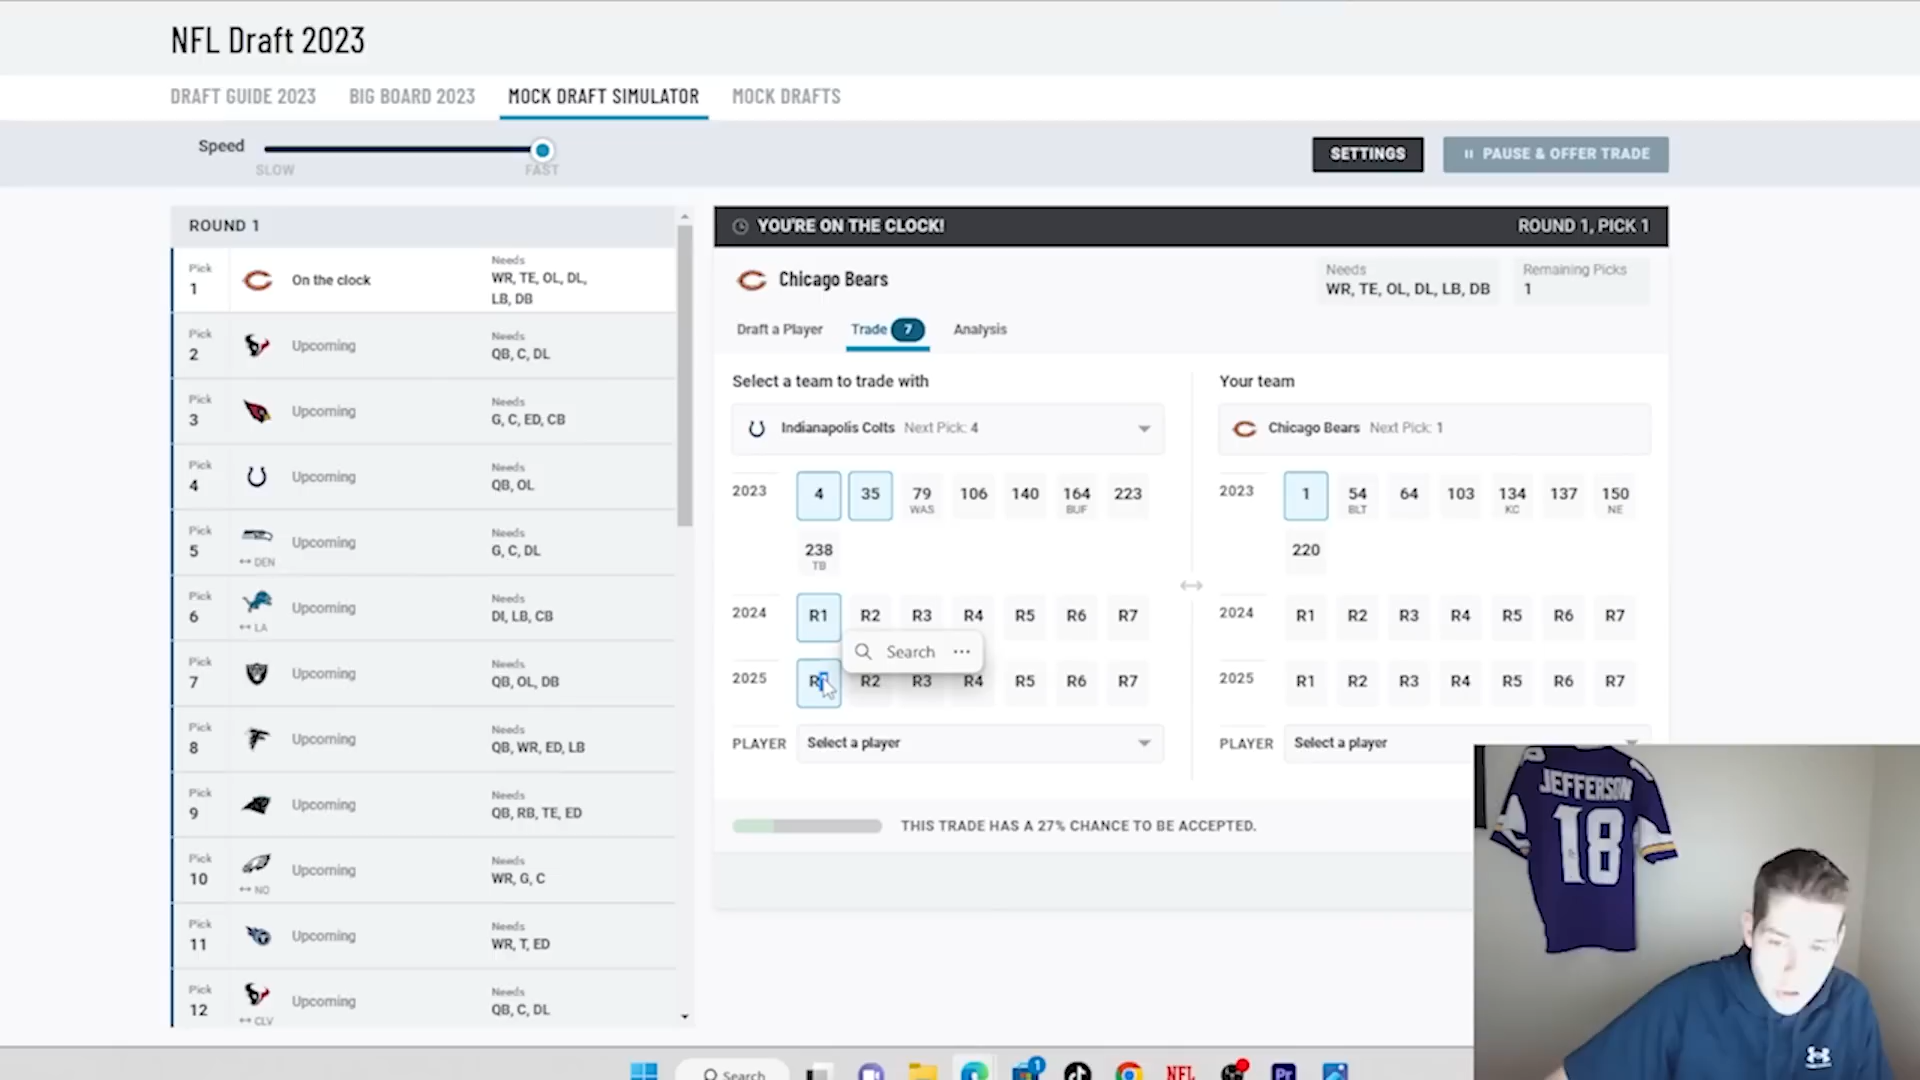 NFL Draft 2023
DRAFT GUIDE 2023 BIG BOARD 2023 MOCK DRAFT SIMULATOR MOCK DRAFTS
Speed
SLOW FAST
SETTINGS
PAUSE & OFFER TRADE
ROUND 1
Pick 1 On the clock Needs WR, TE, OL, DL,
LB, DB
Pick 2 Upcoming Needs QB, C, DL
Pick 3 Upcoming Needs G, C, ED, CB
Pick 4 Upcoming Needs QB, OL
Pick 5 ↔ DEN Upcoming Needs G, C, DL
Pick 6 ↔ LA Upcoming Needs DI, LB, CB
Pick 7 Upcoming Needs QB, OL, DB
Pick 8 Upcoming Needs QB, WR, ED, LB
Pick 9 Upcoming Needs QB, RB, TE, ED
Pick 10 ↔ NO Upcoming Needs WR, G, C
Pick 11 Upcoming Needs WR, T, ED
Pick 12 ↔ CLV Upcoming Needs QB, C, DL
YOU'RE ON THE CLOCK! ROUND 1, PICK 1
Chicago Bears
Needs
WR, TE, OL, DL, LB, DB
Remaining Picks
1
Draft a Player Trade 7 Analysis
Select a team to trade with
Indianapolis Colts Next Pick: 4
2023 4 35 79 106 140 164 223
WAS BUF
238
TB
2024 R1 R2 R3 R4 R5 R6 R7
Search ···
2025 R R2 R3 R4 R5 R6 R7
PLAYER Select a player
Your team
Chicago Bears Next Pick: 1
2023 1 54 64 103 134 137 150
BLT KC NE
220
2024 R1 R2 R3 R4 R5 R6 R7
2025 R1 R2 R3 R4 R5 R6 R7
PLAYER Select a player
THIS TRADE HAS A 27% CHANCE TO BE ACCEPTED.
JEFFERSON
18
Search
1
NFL
Pr